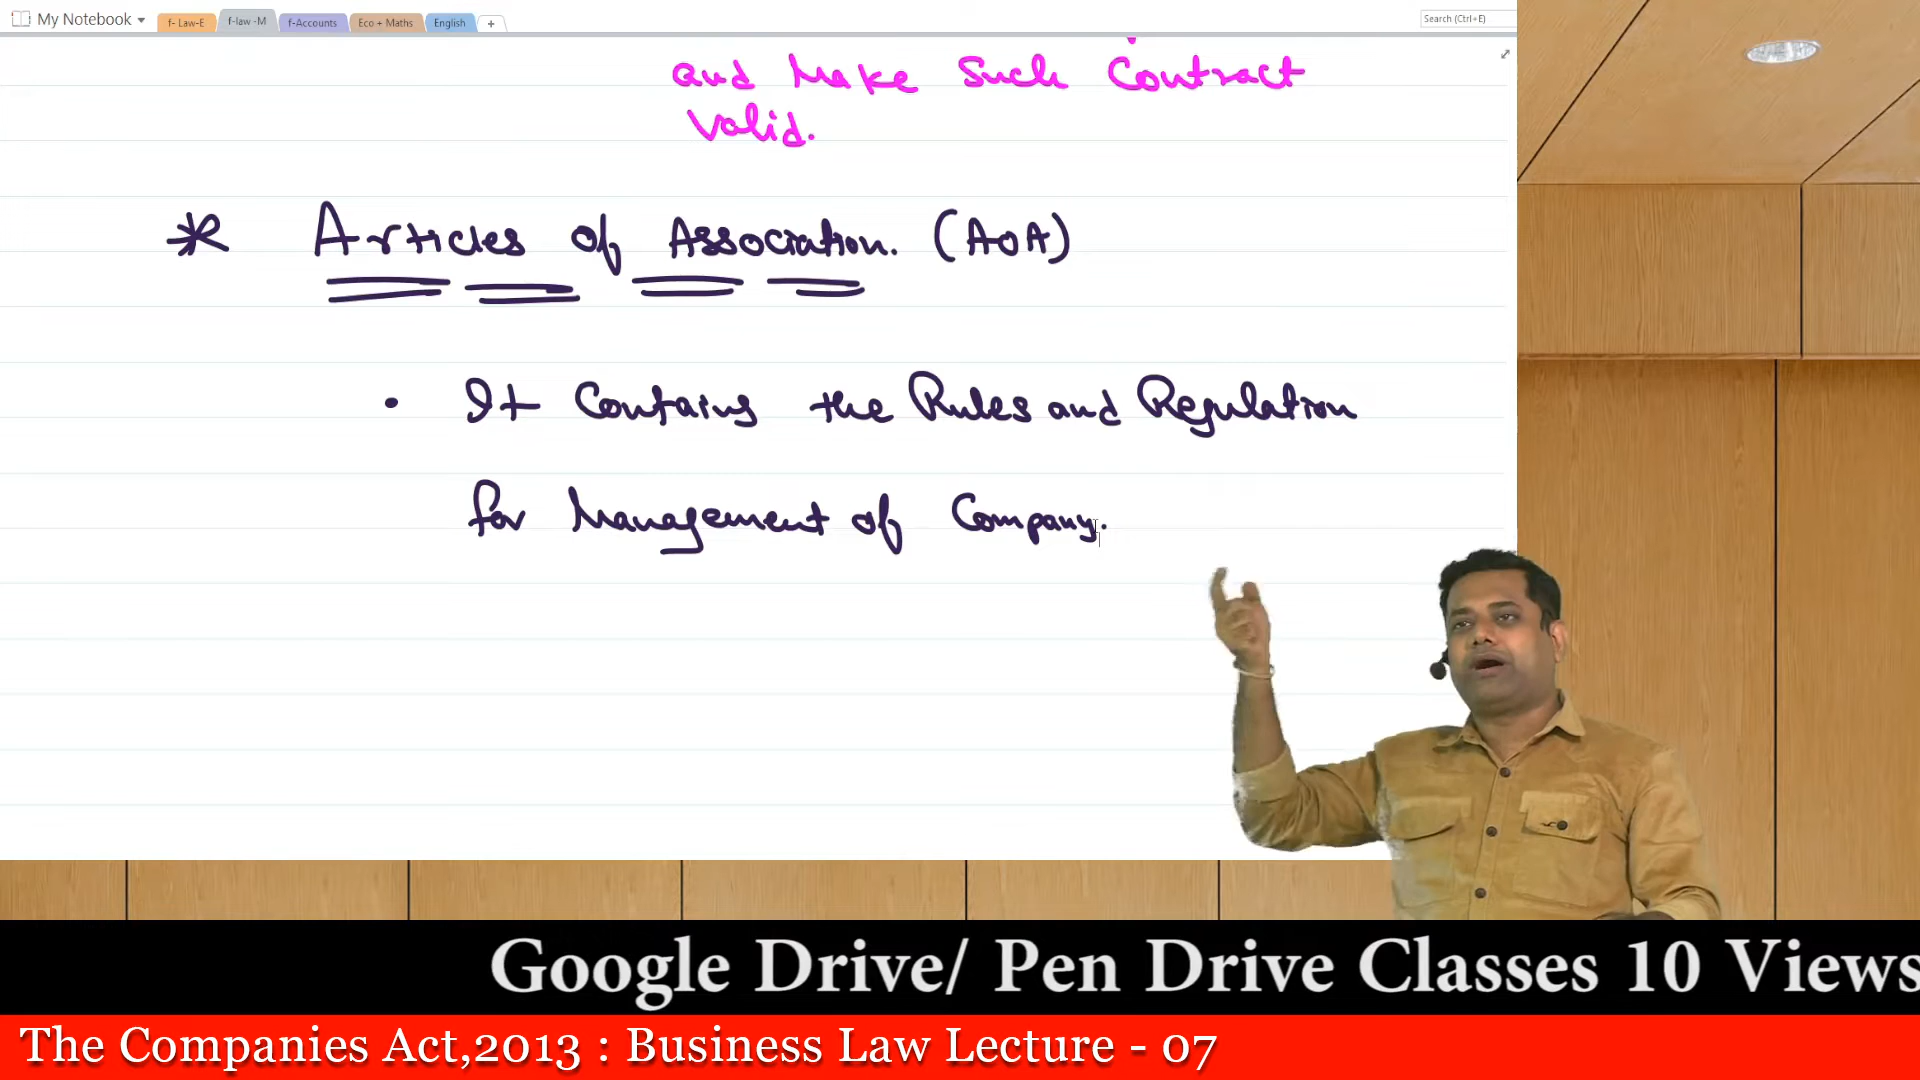 My Notebook
f- Law-E
f-law -M
f-Accounts
Eco + Maths
English
+
Search (Ctrl+E)
and Make Such Contract
Valid.
* Articles of Association. (AOA)
• It Contains the Rules and Regulation
for Management of Company.
Google Drive/ Pen Drive Classes 10 Views
The Companies Act,2013 : Business Law Lecture - 07